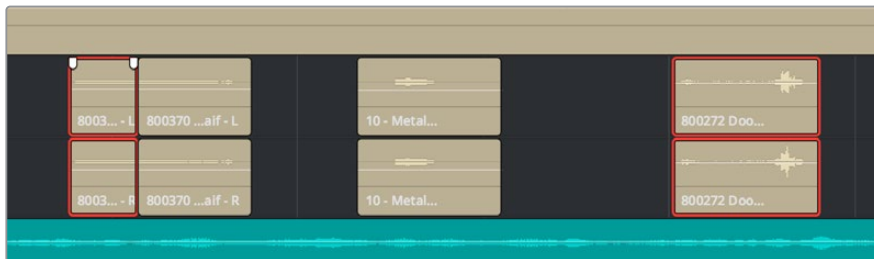 8003... - L
800370 ...aif - L
10 - Metal...
800272 Doo...
8003... - R
800370 ...aif - R
10 - Metal...
800272 Doo...